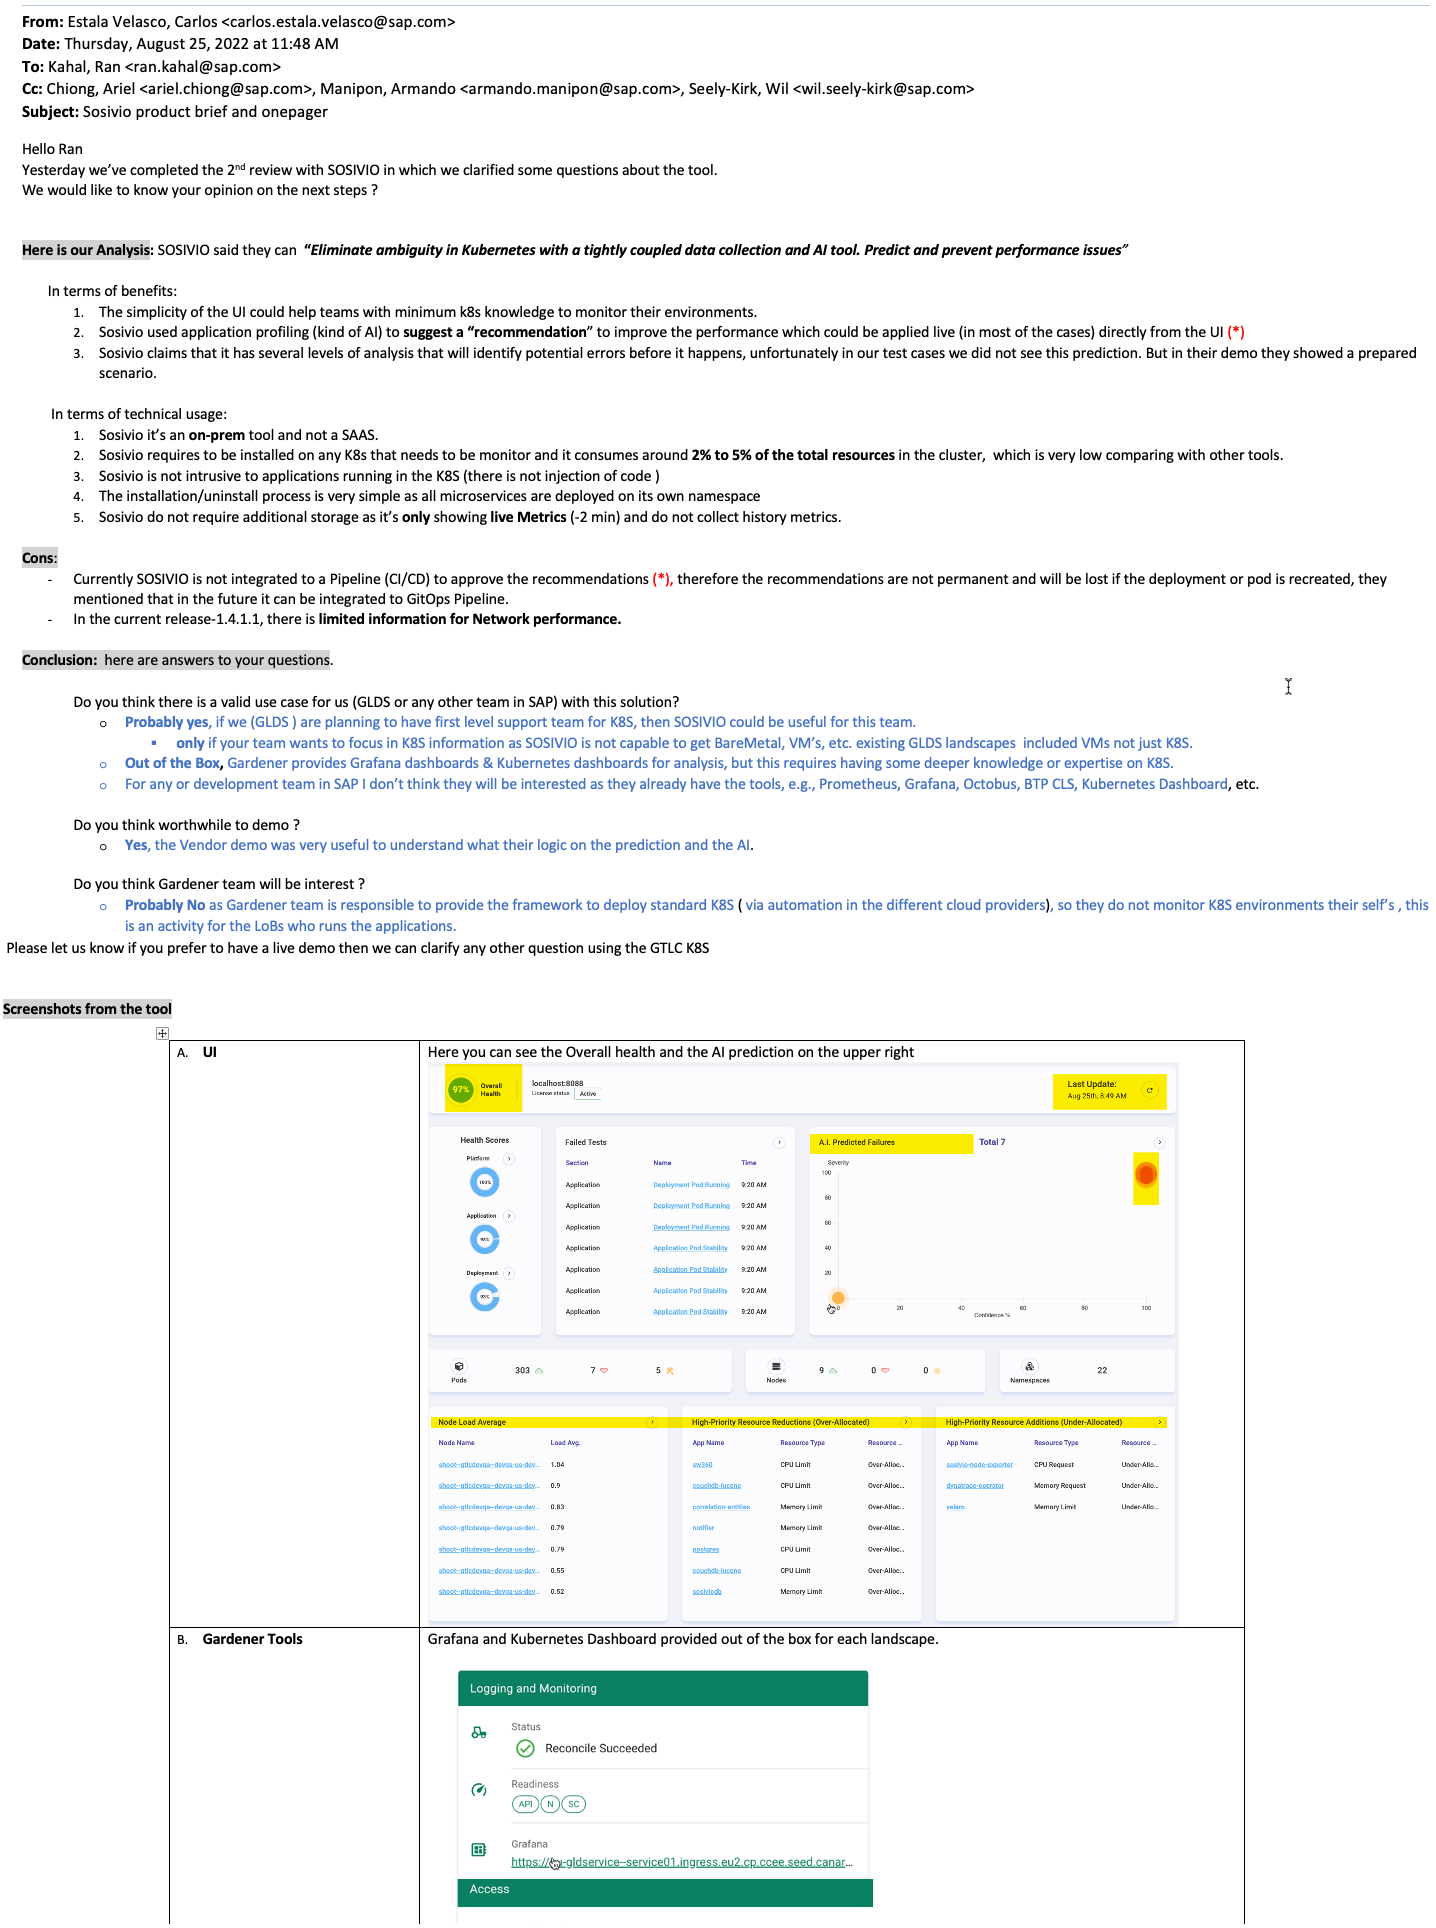 From: Estala Velasco, Carlos <carlos.estala.velasco@sap.com>
Date: Thursday, August 25, 2022 at 11:48 AM
To: Kahal, Ran <ran.kahal@sap.com>
Cc: Chiong, Ariel <ariel.chiong@sap.com>, Manipon, Armando <armando.manipon@sap.com>, Seely-Kirk, Wil <wil.seely-kirk@sap.com>
Subject: Sosivio product brief and onepager
Hello Ran
Yesterday we've completed the 2nd review with SOSIVIO in which we clarified some questions about the tool.
We would like to know your opinion on the next steps ?
Here is our Analysis: SOSIVIO said they can "Eliminate ambiguity in Kubernetes with a tightly coupled data collection and AI tool. Predict and prevent performance issues"
In terms of benefits:
1. The simplicity of the UI could help teams with minimum k8s knowledge to monitor their environments.
2. Sosivio used application profiling (kind of AI) to suggest a "recommendation" to improve the performance which could be applied live (in most of the cases) directly from the UI (*)
3. Sosivio claims that it has several levels of analysis that will identify potential errors before it happens, unfortunately in our test cases we did not see this prediction. But in their demo they showed a prepared
scenario.
In terms of technical usage:
1. Sosivio it's an on-prem tool and not a SAAS.
2. Sosivio requires to be installed on any K8s that needs to be monitor and it consumes around 2% to 5% of the total resources in the cluster, which is very low comparing with other tools.
3. Sosivio is not intrusive to applications running in the K8S (there is not injection of code )
4. The installation/uninstall process is very simple as all microservices are deployed on its own namespace
5. Sosivio do not require additional storage as it's only showing live Metrics (-2 min) and do not collect history metrics.
Cons:
- Currently SOSIVIO is not integrated to a Pipeline (CI/CD) to approve the recommendations (*), therefore the recommendations are not permanent and will be lost if the deployment or pod is recreated, they
mentioned that in the future it can be integrated to GitOps Pipeline.
- In the current release-1.4.1.1, there is limited information for Network performance.
Conclusion: here are answers to your questions.
Do you think there is a valid use case for us (GLDS or any other team in SAP) with this solution?
o Probably yes, if we (GLDS ) are planning to have first level support team for K8S, then SOSIVIO could be useful for this team.
▪ only if your team wants to focus in K8S information as SOSIVIO is not capable to get BareMetal, VM's, etc. existing GLDS landscapes included VMs not just K8S.
o Out of the Box, Gardener provides Grafana dashboards & Kubernetes dashboards for analysis, but this requires having some deeper knowledge or expertise on K8S.
o For any or development team in SAP I don't think they will be interested as they already have the tools, e.g., Prometheus, Grafana, Octobus, BTP CLS, Kubernetes Dashboard, etc.
Do you think worthwhile to demo ?
o Yes, the Vendor demo was very useful to understand what their logic on the prediction and the AI.
Do you think Gardener team will be interest ?
o Probably No as Gardener team is responsible to provide the framework to deploy standard K8S ( via automation in the different cloud providers), so they do not monitor K8S environments their self's , this
is an activity for the LoBs who runs the applications.
Please let us know if you prefer to have a live demo then we can clarify any other question using the GTLC K8S
Screenshots from the tool
A. UI
Here you can see the Overall health and the AI prediction on the upper right
97% Overall Health
localhost:8088
License status Active
Last Update:
Aug 25th, 8:49 AM
Health Scores
Platform
100%
Application
Deployment
93%
Failed Tests
Section Name Time
Application Deployment Pod Running 9:20 AM
Application Deployment Pod Running 9:20 AM
Application Deployment Pod Running 9:20 AM
Application Application Pod Stability 9:20 AM
Application Application Pod Stability 9:20 AM
Application Application Pod Stability 9:20 AM
Application Application Pod Stability 9:20 AM
A.I. Predicted Failures Total 7
Severity
100
80
60
40
20
0 20 40 60 80 100
Confidence %
Pods 303 7 5
Nodes 9 0 0
Namespaces 22
Node Load Average
Node Name Load Avg.
shoot--gtlcdevqa--devqa-us-dev... 1.04
shoot--gtlcdevqa--devqa-us-dev... 0.9
shoot--gtlcdevqa--devqa-us-dev... 0.83
shoot--gtlcdevqa--devqa-us-dev... 0.79
shoot--gtlcdevqa--devqa-us-dev... 0.79
shoot--gtlcdevqa--devqa-us-dev... 0.55
shoot--gtlcdevqa--devqa-us-dev... 0.52
High-Priority Resource Reductions (Over-Allocated)
App Name Resource Type Resource ...
sw360 CPU Limit Over-Alloc...
couchdb-lucene CPU Limit Over-Alloc...
correlation-entities Memory Limit Over-Alloc...
notifier Memory Limit Over-Alloc...
postgres CPU Limit Over-Alloc...
couchdb-lucene CPU Limit Over-Alloc...
sosiviodb Memory Limit Over-Alloc...
High-Priority Resource Additions (Under-Allocated)
App Name Resource Type Resource ...
sosivio-node-exporter CPU Request Under-Allo...
dynatrace-operator Memory Request Under-Allo...
velero Memory Limit Under-Allo...
B. Gardener Tools
Grafana and Kubernetes Dashboard provided out of the box for each landscape.
Logging and Monitoring
Status
Reconcile Succeeded
Readiness
API N SC
Grafana
https://u-gldservice--service01.ingress.eu2.cp.ccee.seed.canar...
Access